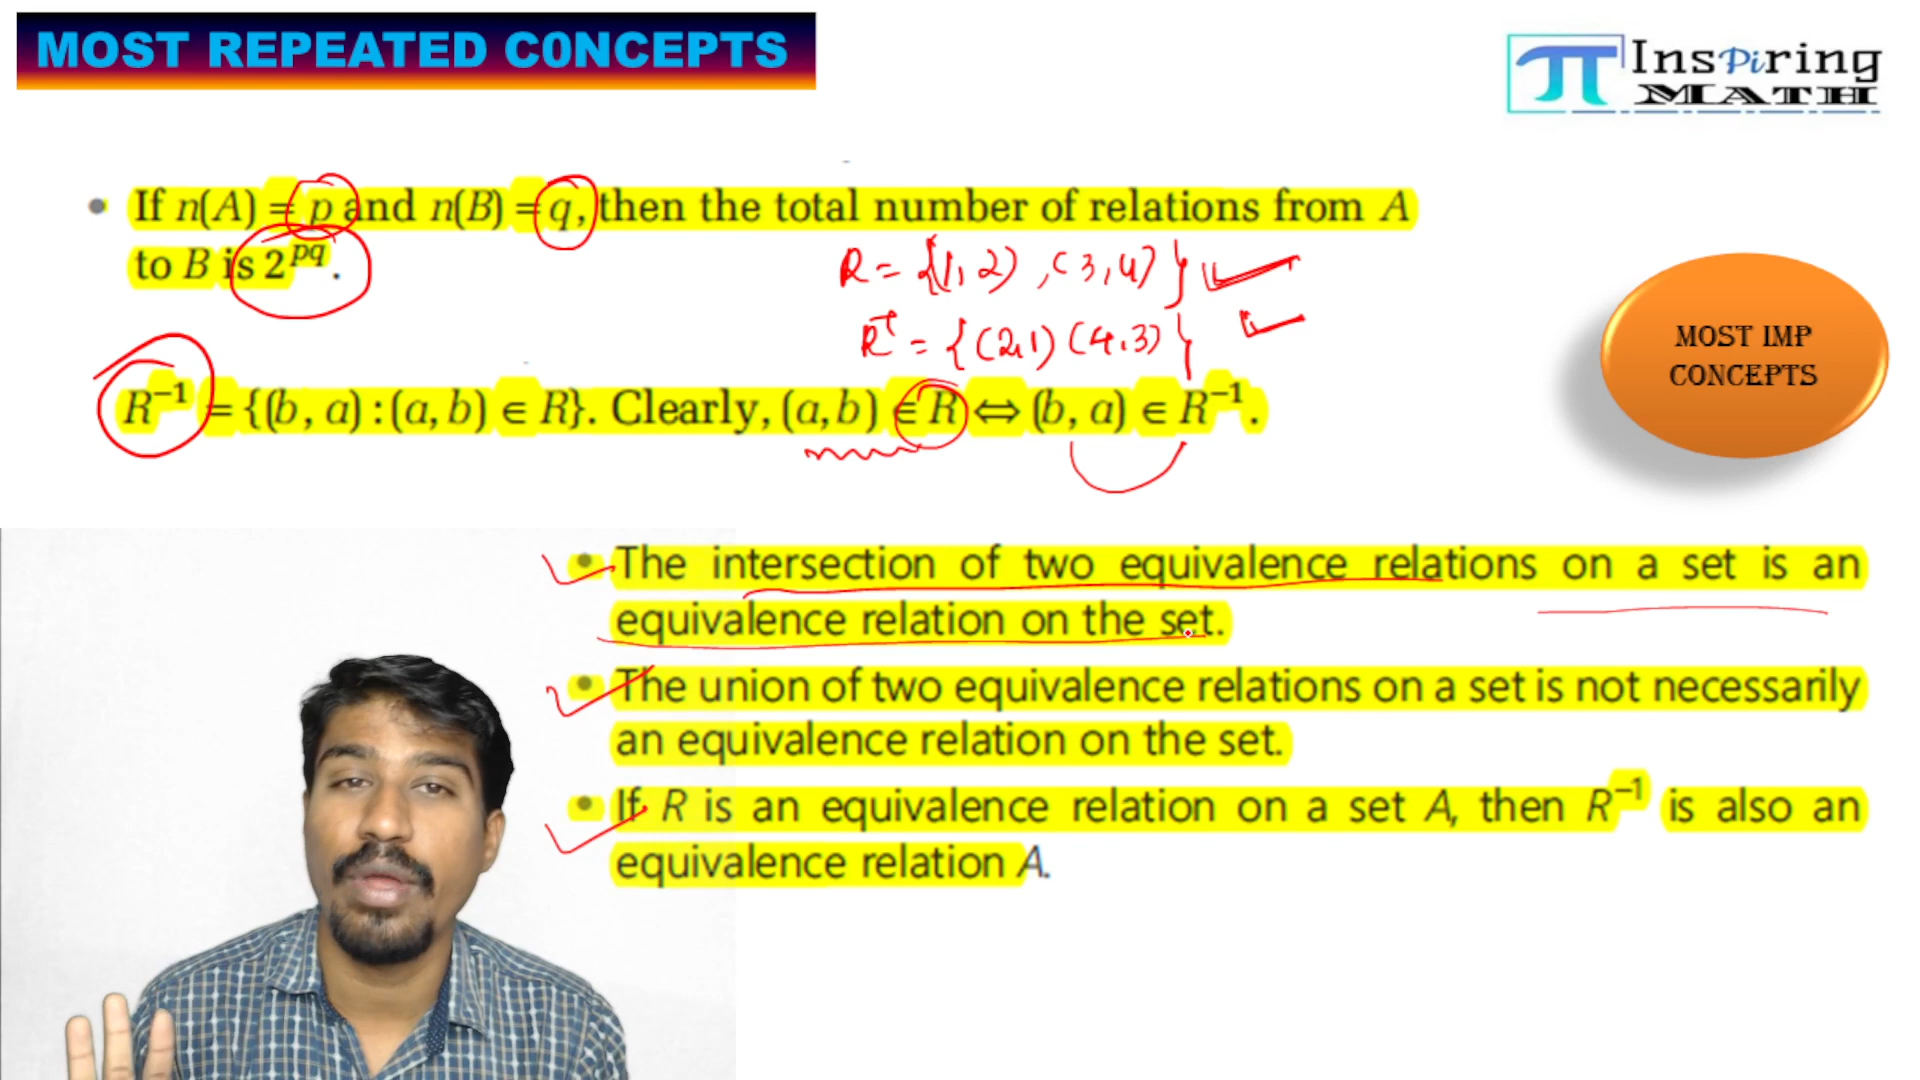 MOST REPEATED C0NCEPTS
InsPiring
MATH
• If n(A) = p and n(B) = q, then the total number of relations from A
to B is 2^{pq}.
R = {(1,2), (3,4)}
R^{-1} = {(2,1) (4,3)}
MOST IMP
CONCEPTS
R^{-1} = {(b, a) : (a, b) ∈ R}. Clearly, (a, b) ∈ R ⇔ (b, a) ∈ R^{-1}.
• The intersection of two equivalence relations on a set is an
equivalence relation on the set.
• The union of two equivalence relations on a set is not necessarily
an equivalence relation on the set.
• If R is an equivalence relation on a set A, then R^{-1} is also an
equivalence relation A.